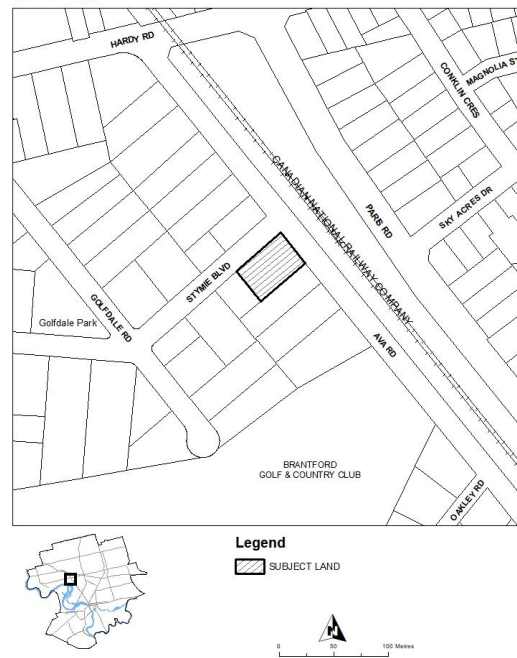 HARDY RD
MAGNOLIA ST
CONKLIN CRES
CANADIAN NATIONAL RAILWAY COMPANY
PARIS RD
SKY ACRES DR
STYMIE BLVD
GOLFDALE RD
Golfdale Park
AVA RD
BRANTFORD
GOLF & COUNTRY CLUB
OAKLEY RD
Legend
SUBJECT LAND
N
0 50 100 Metres